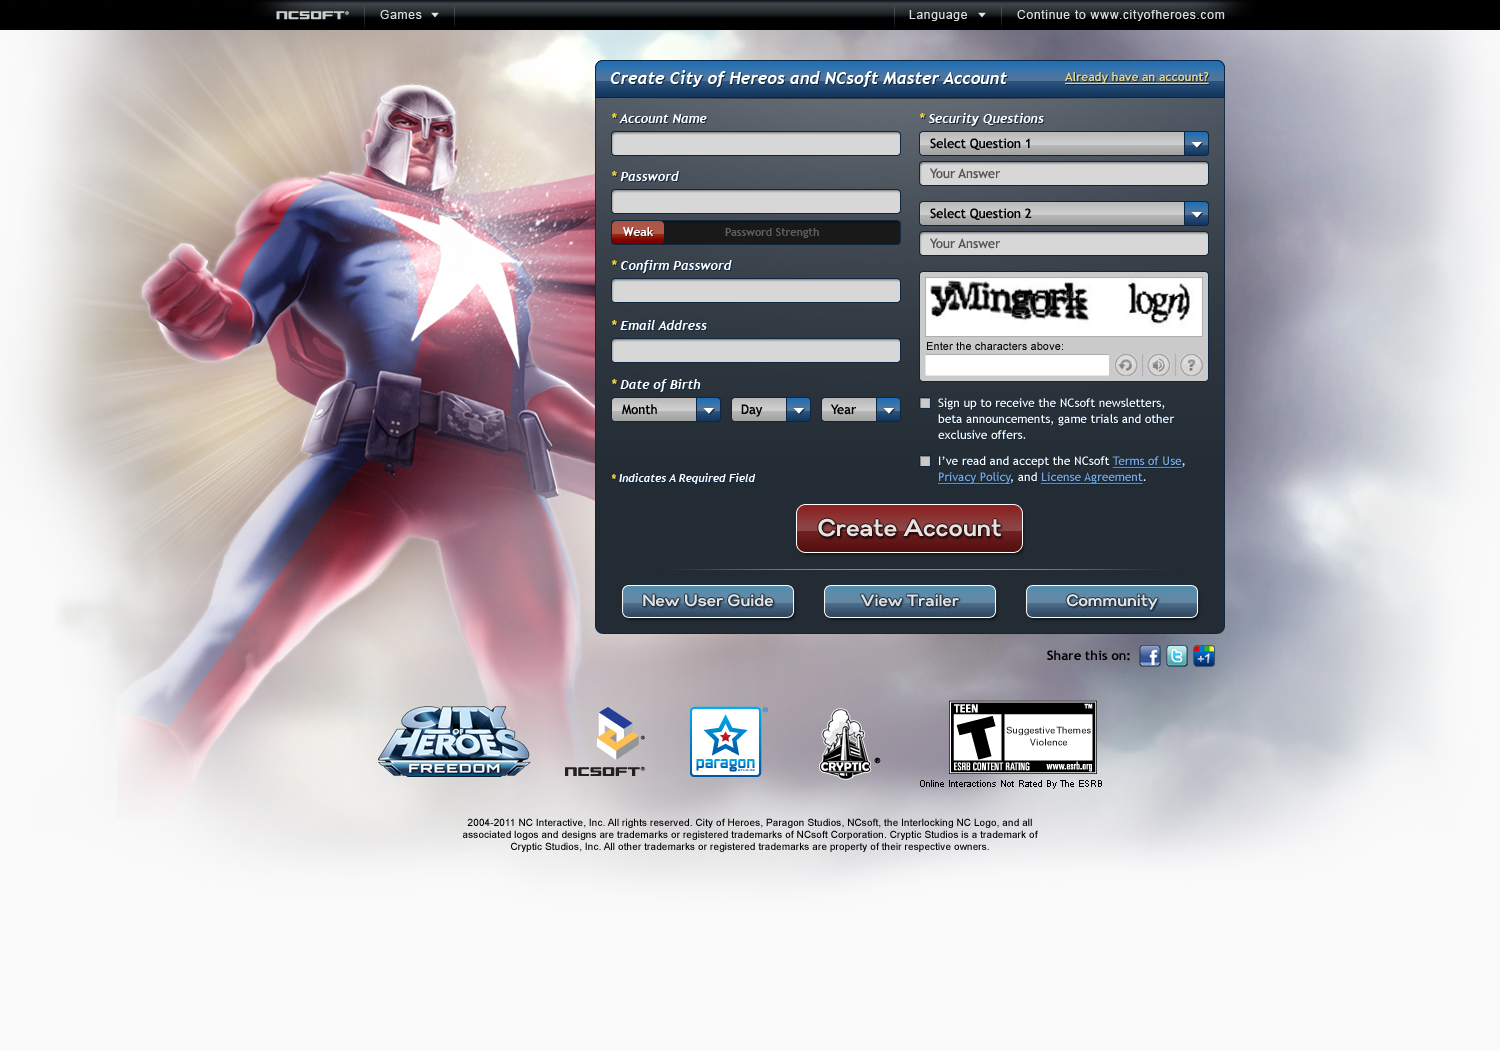 NCSOFT®
Games
Language
Continue to www.cityofheroes.com
Create City of Hereos and NCsoft Master Account
Already have an account?
* Account Name
* Password
Weak
Password Strength
* Confirm Password
* Email Address
* Date of Birth
Month
Day
Year
* Indicates A Required Field
* Security Questions
Select Question 1
Your Answer
Select Question 2
Your Answer
Enter the characters above:
?
Sign up to receive the NCsoft newsletters,
beta announcements, game trials and other
exclusive offers.
I've read and accept the NCsoft Terms of Use,
Privacy Policy, and License Agreement.
Create Account
New User Guide
View Trailer
Community
Share this on:
f
t
+1
CITY
OF
HEROES
FREEDOM
NCSOFT®
paragon
STUDIOS
®
CRYPTIC
®
TEEN
TM
T
Suggestive Themes
Violence
ESRB CONTENT RATING
www.esrb.org
Online Interactions Not Rated By The ESRB
2004-2011 NC Interactive, Inc. All rights reserved. City of Heroes, Paragon Studios, NCsoft, the Interlocking NC Logo, and all
associated logos and designs are trademarks or registered trademarks of NCsoft Corporation. Cryptic Studios is a trademark of
Cryptic Studios, Inc. All other trademarks or registered trademarks are property of their respective owners.